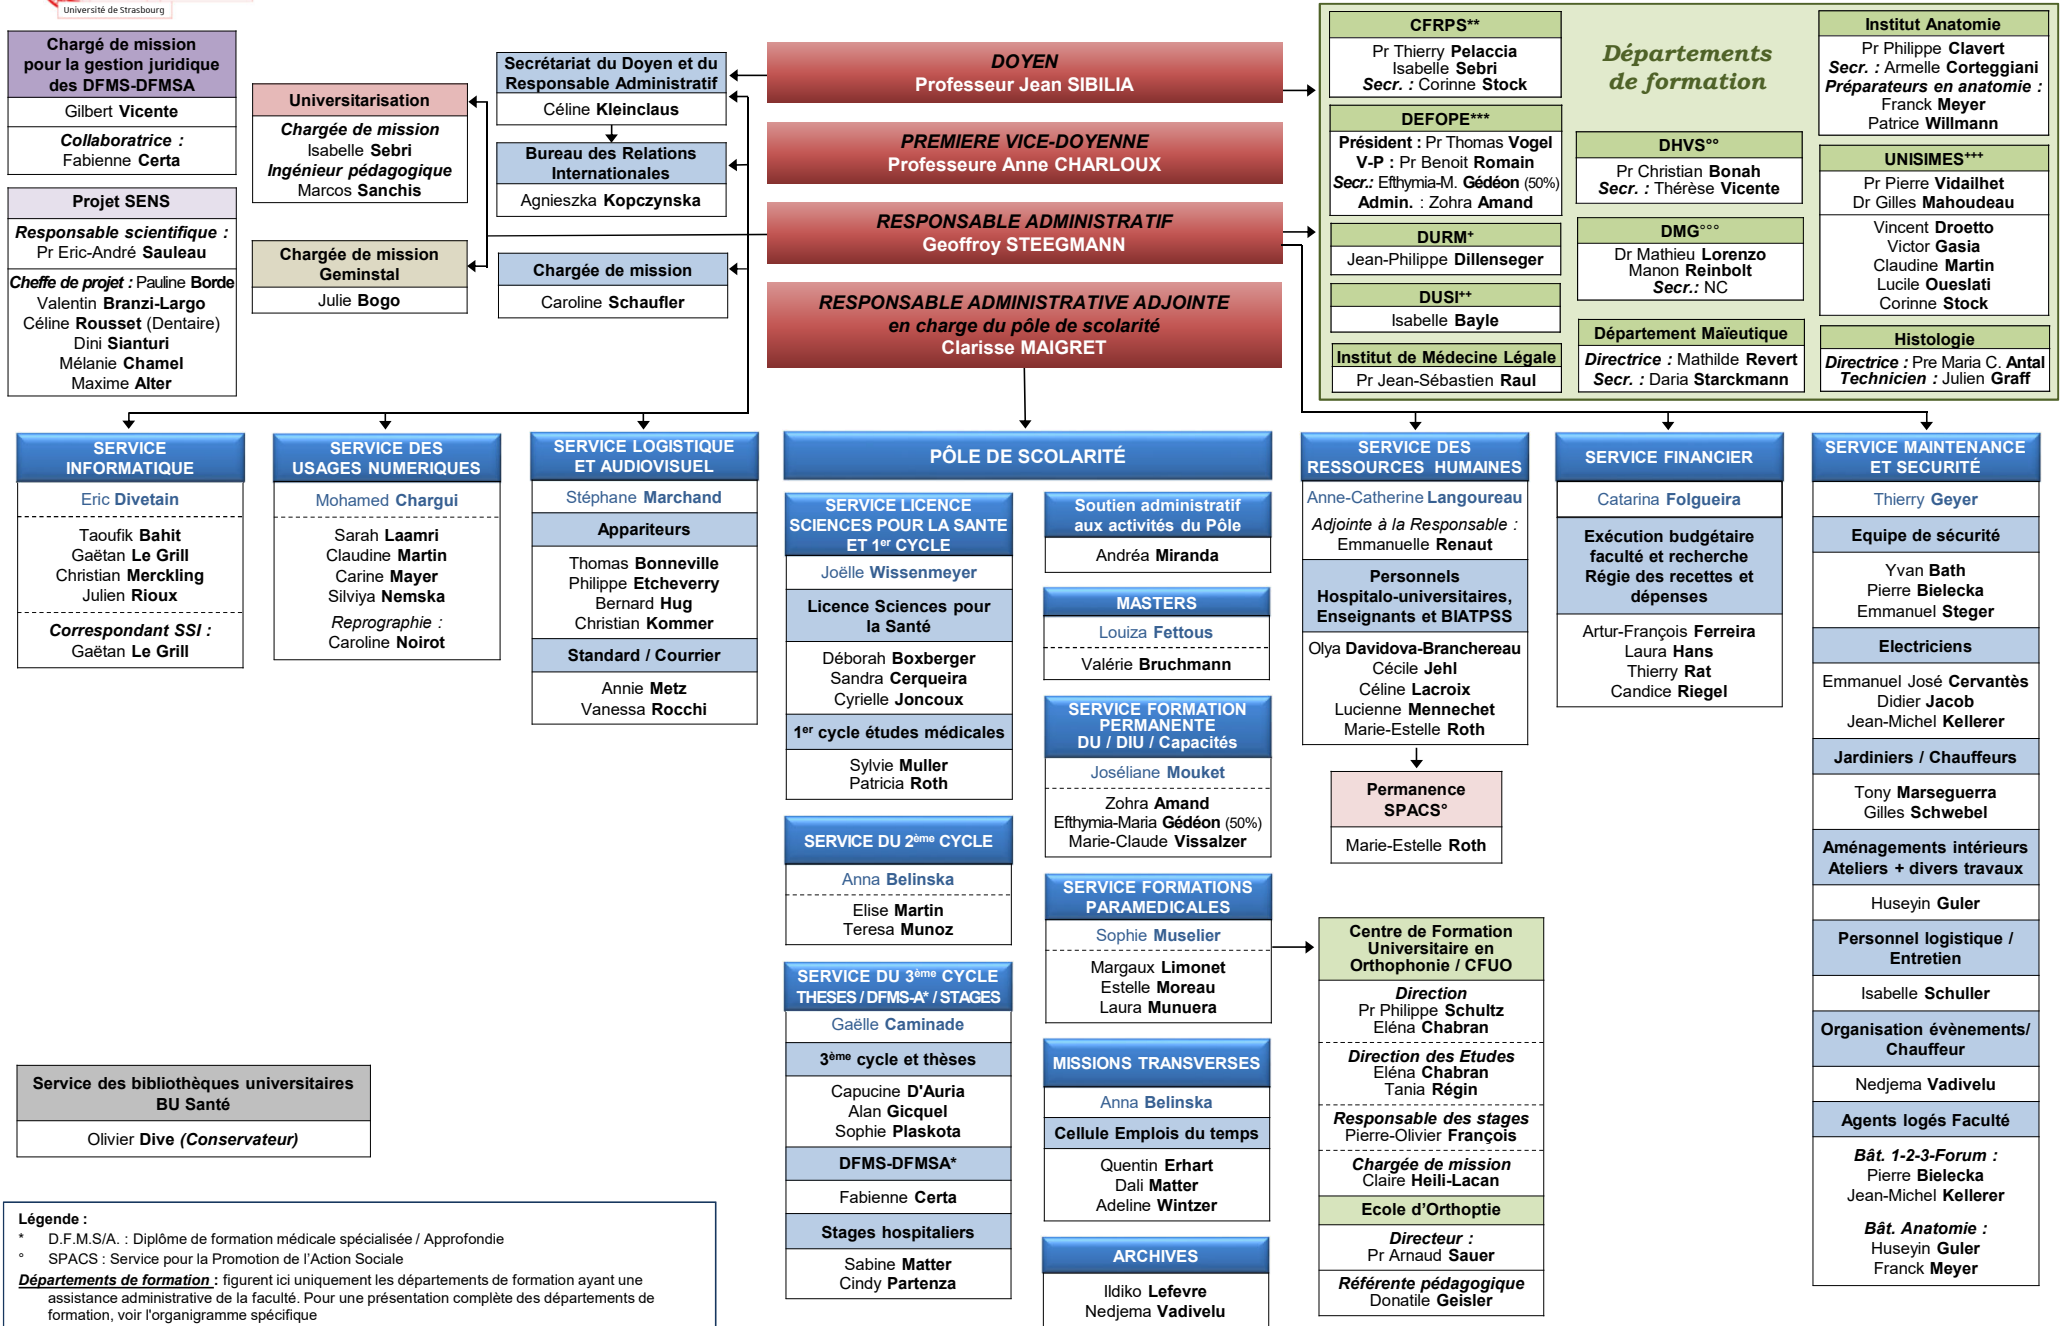 Université de Strasbourg
Chargé de mission
pour la gestion juridique
des DFMS-DFMSA
Gilbert Vicente
Collaboratrice :
Fabienne Certa
Projet SENS
Responsable scientifique :
Pr Eric-André Sauleau
Cheffe de projet : Pauline Borde
Valentin Branzi-Largo
Céline Rousset (Dentaire)
Dini Sianturi
Mélanie Chamel
Maxime Alter
Universitarisation
Chargée de mission
Isabelle Sebri
Ingénieur pédagogique
Marcos Sanchis
Chargée de mission
Geminstal
Julie Bogo
Secrétariat du Doyen et du
Responsable Administratif
Céline Kleinclaus
Bureau des Relations
Internationales
Agnieszka Kopczynska
Chargée de mission
Caroline Schaufler
DOYEN
Professeur Jean SIBILIA
PREMIERE VICE-DOYENNE
Professeure Anne CHARLOUX
RESPONSABLE ADMINISTRATIF
Geoffroy STEEGMANN
RESPONSABLE ADMINISTRATIVE ADJOINTE
en charge du pôle de scolarité
Clarisse MAIGRET
Départements
de formation
CFRPS**
Pr Thierry Pelaccia
Isabelle Sebri
Secr. : Corinne Stock
DEFOPE***
Président : Pr Thomas Vogel
V-P : Pr Benoit Romain
Secr.: Efthymia-M. Gédéon (50%)
Admin. : Zohra Amand
DURM+
Jean-Philippe Dillenseger
DUSI++
Isabelle Bayle
Institut de Médecine Légale
Pr Jean-Sébastien Raul
DHVS°°
Pr Christian Bonah
Secr. : Thérèse Vicente
DMG°°°
Dr Mathieu Lorenzo
Manon Reinbolt
Secr.: NC
Département Maïeutique
Directrice : Mathilde Revert
Secr. : Daria Starckmann
Institut Anatomie
Pr Philippe Clavert
Secr. : Armelle Corteggiani
Préparateurs en anatomie :
Franck Meyer
Patrice Willmann
UNISIMES+++
Pr Pierre Vidailhet
Dr Gilles Mahoudeau
Vincent Droetto
Victor Gasia
Claudine Martin
Lucile Oueslati
Corinne Stock
Histologie
Directrice : Pre Maria C. Antal
Technicien : Julien Graff
SERVICE
INFORMATIQUE
Eric Divetain
Taoufik Bahit
Gaëtan Le Grill
Christian Merckling
Julien Rioux
Correspondant SSI :
Gaëtan Le Grill
SERVICE DES
USAGES NUMERIQUES
Mohamed Chargui
Sarah Laamri
Claudine Martin
Carine Mayer
Silviya Nemska
Reprographie :
Caroline Noirot
SERVICE LOGISTIQUE
ET AUDIOVISUEL
Stéphane Marchand
Appariteurs
Thomas Bonneville
Philippe Etcheverry
Bernard Hug
Christian Kommer
Standard / Courrier
Annie Metz
Vanessa Rocchi
PÔLE DE SCOLARITÉ
SERVICE LICENCE
SCIENCES POUR LA SANTE
ET 1er CYCLE
Joëlle Wissenmeyer
Licence Sciences pour
la Santé
Déborah Boxberger
Sandra Cerqueira
Cyrielle Joncoux
1er cycle études médicales
Sylvie Muller
Patricia Roth
SERVICE DU 2ème CYCLE
Anna Belinska
Elise Martin
Teresa Munoz
SERVICE DU 3ème CYCLE
THESES / DFMS-A* / STAGES
Gaëlle Caminade
3ème cycle et thèses
Capucine D'Auria
Alan Gicquel
Sophie Plaskota
DFMS-DFMSA*
Fabienne Certa
Stages hospitaliers
Sabine Matter
Cindy Partenza
Soutien administratif
aux activités du Pôle
Andréa Miranda
MASTERS
Louiza Fettous
Valérie Bruchmann
SERVICE FORMATION
PERMANENTE
DU / DIU / Capacités
Joséliane Mouket
Zohra Amand
Efthymia-Maria Gédéon (50%)
Marie-Claude Vissalzer
SERVICE FORMATIONS
PARAMEDICALES
Sophie Muselier
Margaux Limonet
Estelle Moreau
Laura Munuera
MISSIONS TRANSVERSES
Anna Belinska
Cellule Emplois du temps
Quentin Erhart
Dali Matter
Adeline Wintzer
ARCHIVES
Ildiko Lefevre
Nedjema Vadivelu
SERVICE DES
RESSOURCES HUMAINES
Anne-Catherine Langoureau
Adjointe à la Responsable :
Emmanuelle Renaut
Personnels
Hospitalo-universitaires,
Enseignants et BIATPSS
Olya Davidova-Branchereau
Cécile Jehl
Céline Lacroix
Lucienne Mennechet
Marie-Estelle Roth
Permanence
SPACS°
Marie-Estelle Roth
Centre de Formation
Universitaire en
Orthophonie / CFUO
Direction
Pr Philippe Schultz
Eléna Chabran
Direction des Etudes
Eléna Chabran
Tania Régin
Responsable des stages
Pierre-Olivier François
Chargée de mission
Claire Heili-Lacan
Ecole d'Orthoptie
Directeur :
Pr Arnaud Sauer
Référente pédagogique
Donatile Geisler
SERVICE FINANCIER
Catarina Folgueira
Exécution budgétaire
faculté et recherche
Régie des recettes et
dépenses
Artur-François Ferreira
Laura Hans
Thierry Rat
Candice Riegel
SERVICE MAINTENANCE
ET SECURITÉ
Thierry Geyer
Equipe de sécurité
Yvan Bath
Pierre Bielecka
Emmanuel Steger
Electriciens
Emmanuel José Cervantès
Didier Jacob
Jean-Michel Kellerer
Jardiniers / Chauffeurs
Tony Marseguerra
Gilles Schwebel
Aménagements intérieurs
Ateliers + divers travaux
Huseyin Guler
Personnel logistique /
Entretien
Isabelle Schuller
Organisation évènements/
Chauffeur
Nedjema Vadivelu
Agents logés Faculté
Bât. 1-2-3-Forum :
Pierre Bielecka
Jean-Michel Kellerer
Bât. Anatomie :
Huseyin Guler
Franck Meyer
Service des bibliothèques universitaires
BU Santé
Olivier Dive (Conservateur)
Légende :
* D.F.M.S/A. : Diplôme de formation médicale spécialisée / Approfondie
° SPACS : Service pour la Promotion de l'Action Sociale
Départements de formation : figurent ici uniquement les départements de formation ayant une
assistance administrative de la faculté. Pour une présentation complète des départements de
formation, voir l'organigramme spécifique